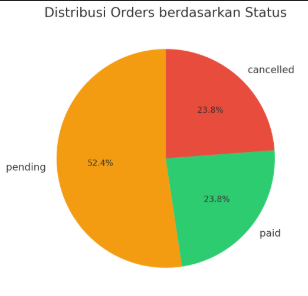 Distribusi Orders berdasarkan Status
cancelled
23.8%
pending
52.4%
23.8%
paid